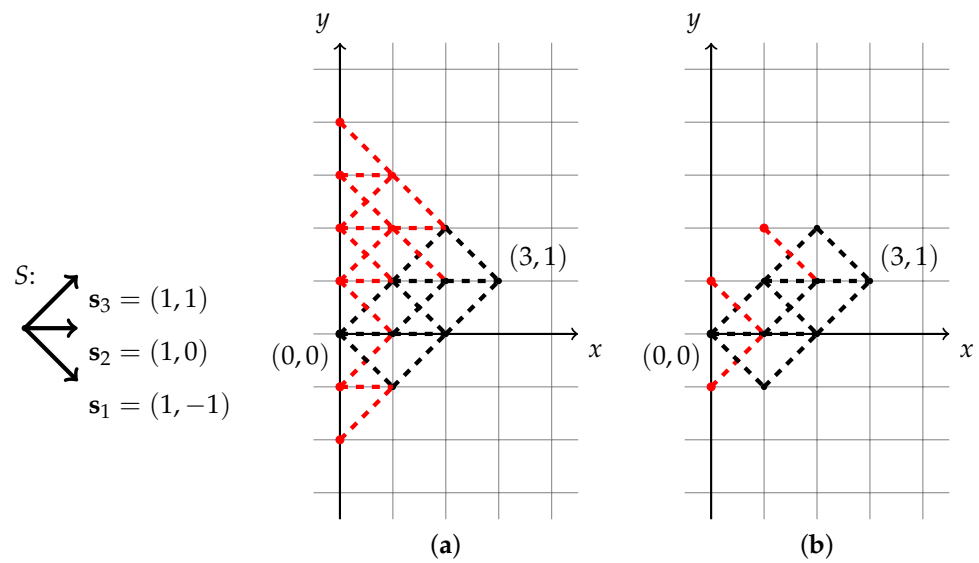 S:
s₃ = (1, 1)
s₂ = (1, 0)
s₁ = (1, −1)
y
(3, 1)
(0, 0)
x
(a)
y
(3, 1)
(0, 0)
x
(b)